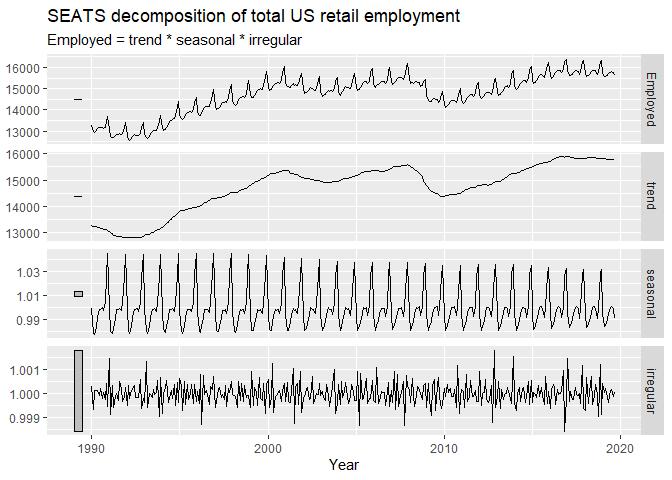 SEATS decomposition of total US retail employment
Employed = trend * seasonal * irregular
16000
15000
14000
13000
Employed
16000
15000
14000
13000
trend
1.03
1.01
0.99
seasonal
1.001
1.000
0.999
irregular
1990
2000
2010
2020
Year